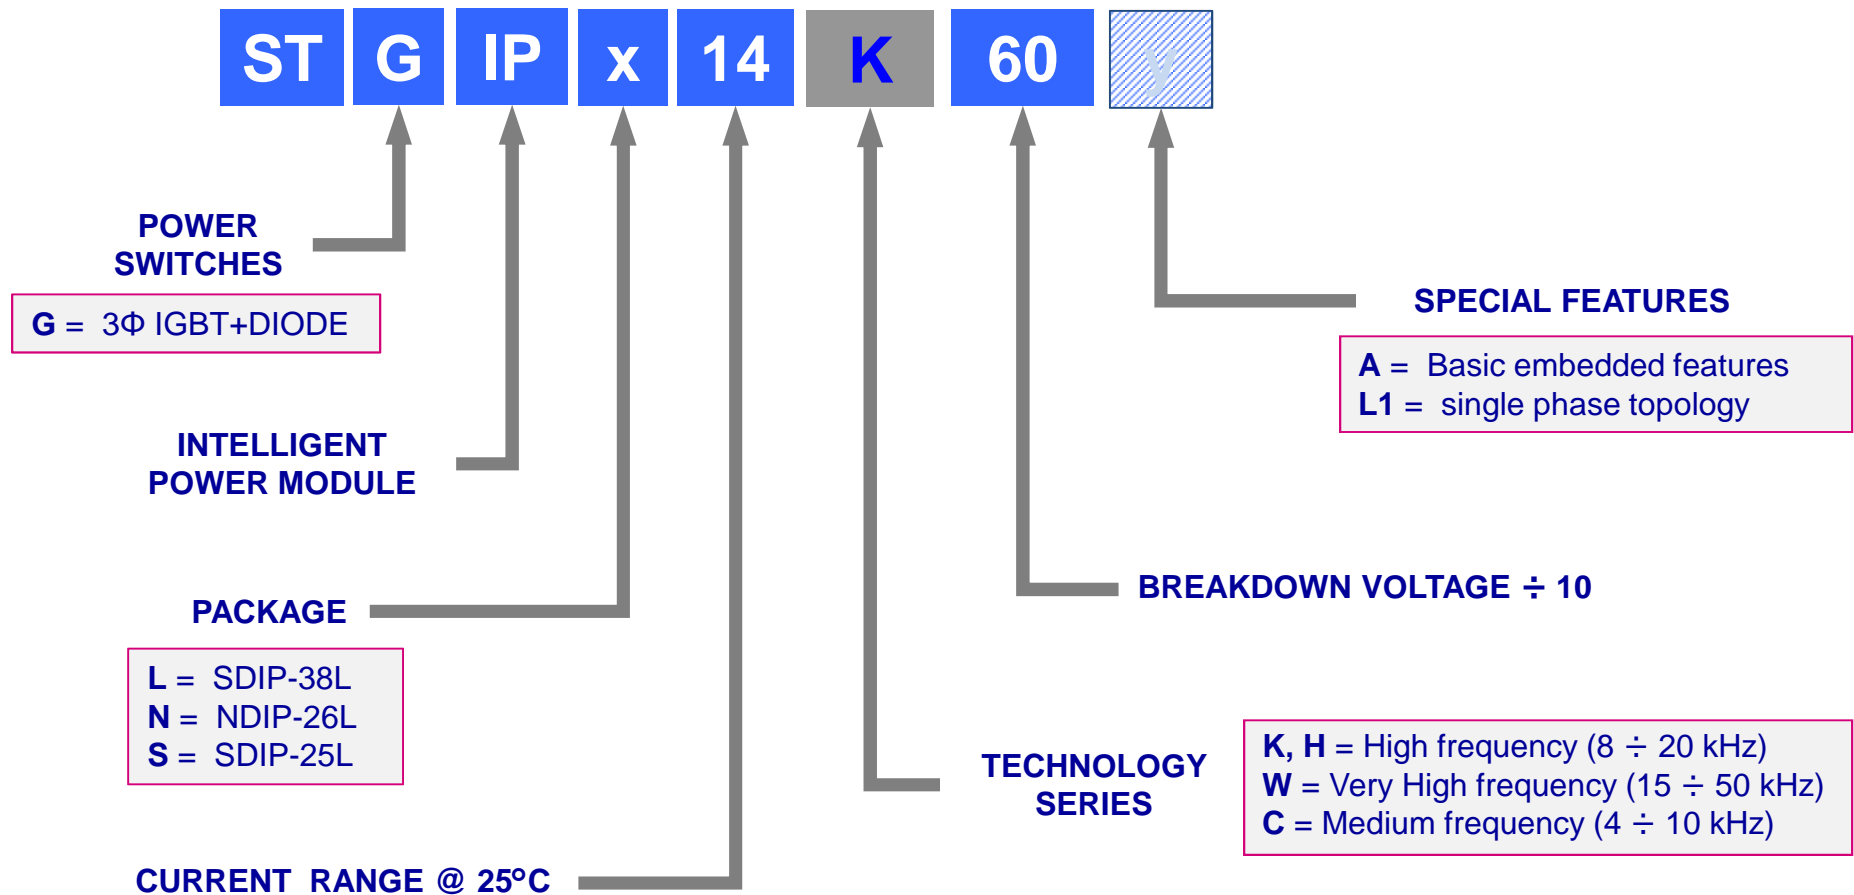 ST G IP x 14 K 60 y
POWER
SWITCHES
G = 3Φ IGBT+DIODE
SPECIAL FEATURES
A = Basic embedded features
L1 = single phase topology
INTELLIGENT
POWER MODULE
BREAKDOWN VOLTAGE ÷ 10
PACKAGE
L = SDIP-38L
N = NDIP-26L
S = SDIP-25L
TECHNOLOGY
SERIES
K, H = High frequency (8 ÷ 20 kHz)
W = Very High frequency (15 ÷ 50 kHz)
C = Medium frequency (4 ÷ 10 kHz)
CURRENT RANGE @ 25°C